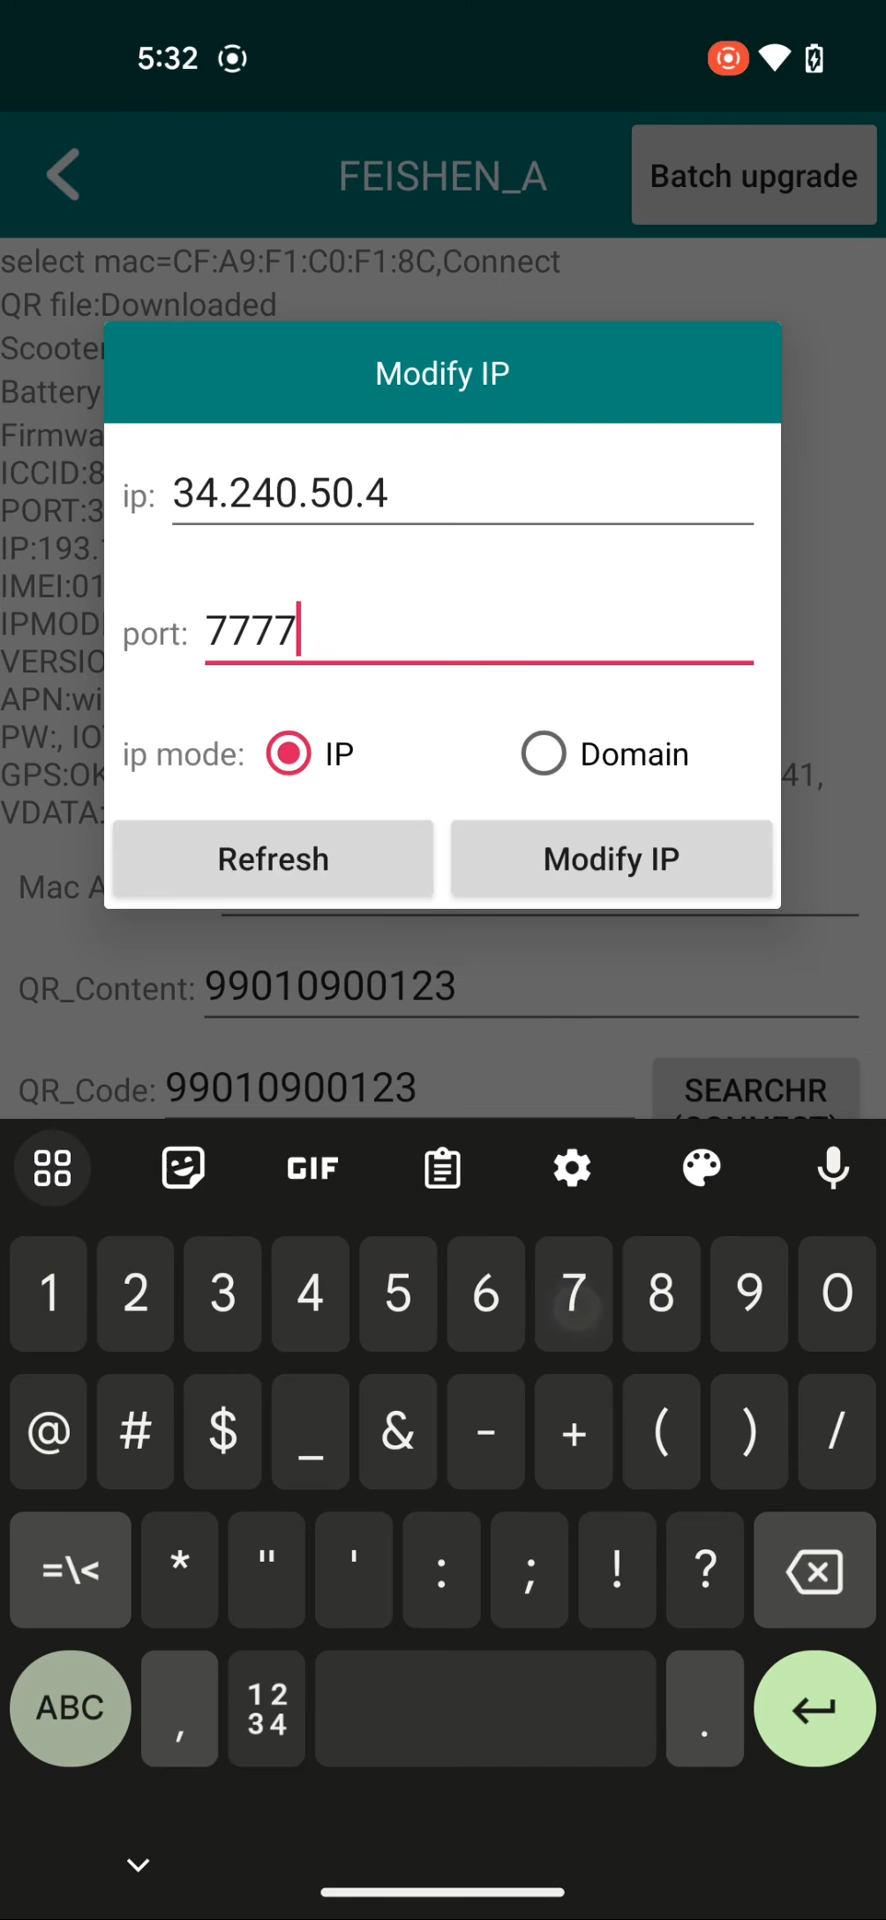 5:32
FEISHEN_A
Batch upgrade
select mac=CF:A9:F1:C0:F1:8C,Connect
QR file:Downloaded
Scooter
Battery
Firmwa
ICCID:8
PORT:3
IP:193.
IMEI:01
IPMOD
VERSIO
APN:wi
PW:, IO
GPS:OK
41,
VDATA:
Modify IP
ip: 34.240.50.4
port: 7777
ip mode: IP Domain
Refresh Modify IP
Mac A
QR_Content: 99010900123
QR_Code: 99010900123
SEARCHR
GIF
1 2 3 4 5 6 7 8 9 0
@ # $ _ & - + ( ) /
=\< * " ' : ; ! ?
ABC , 12 .
34